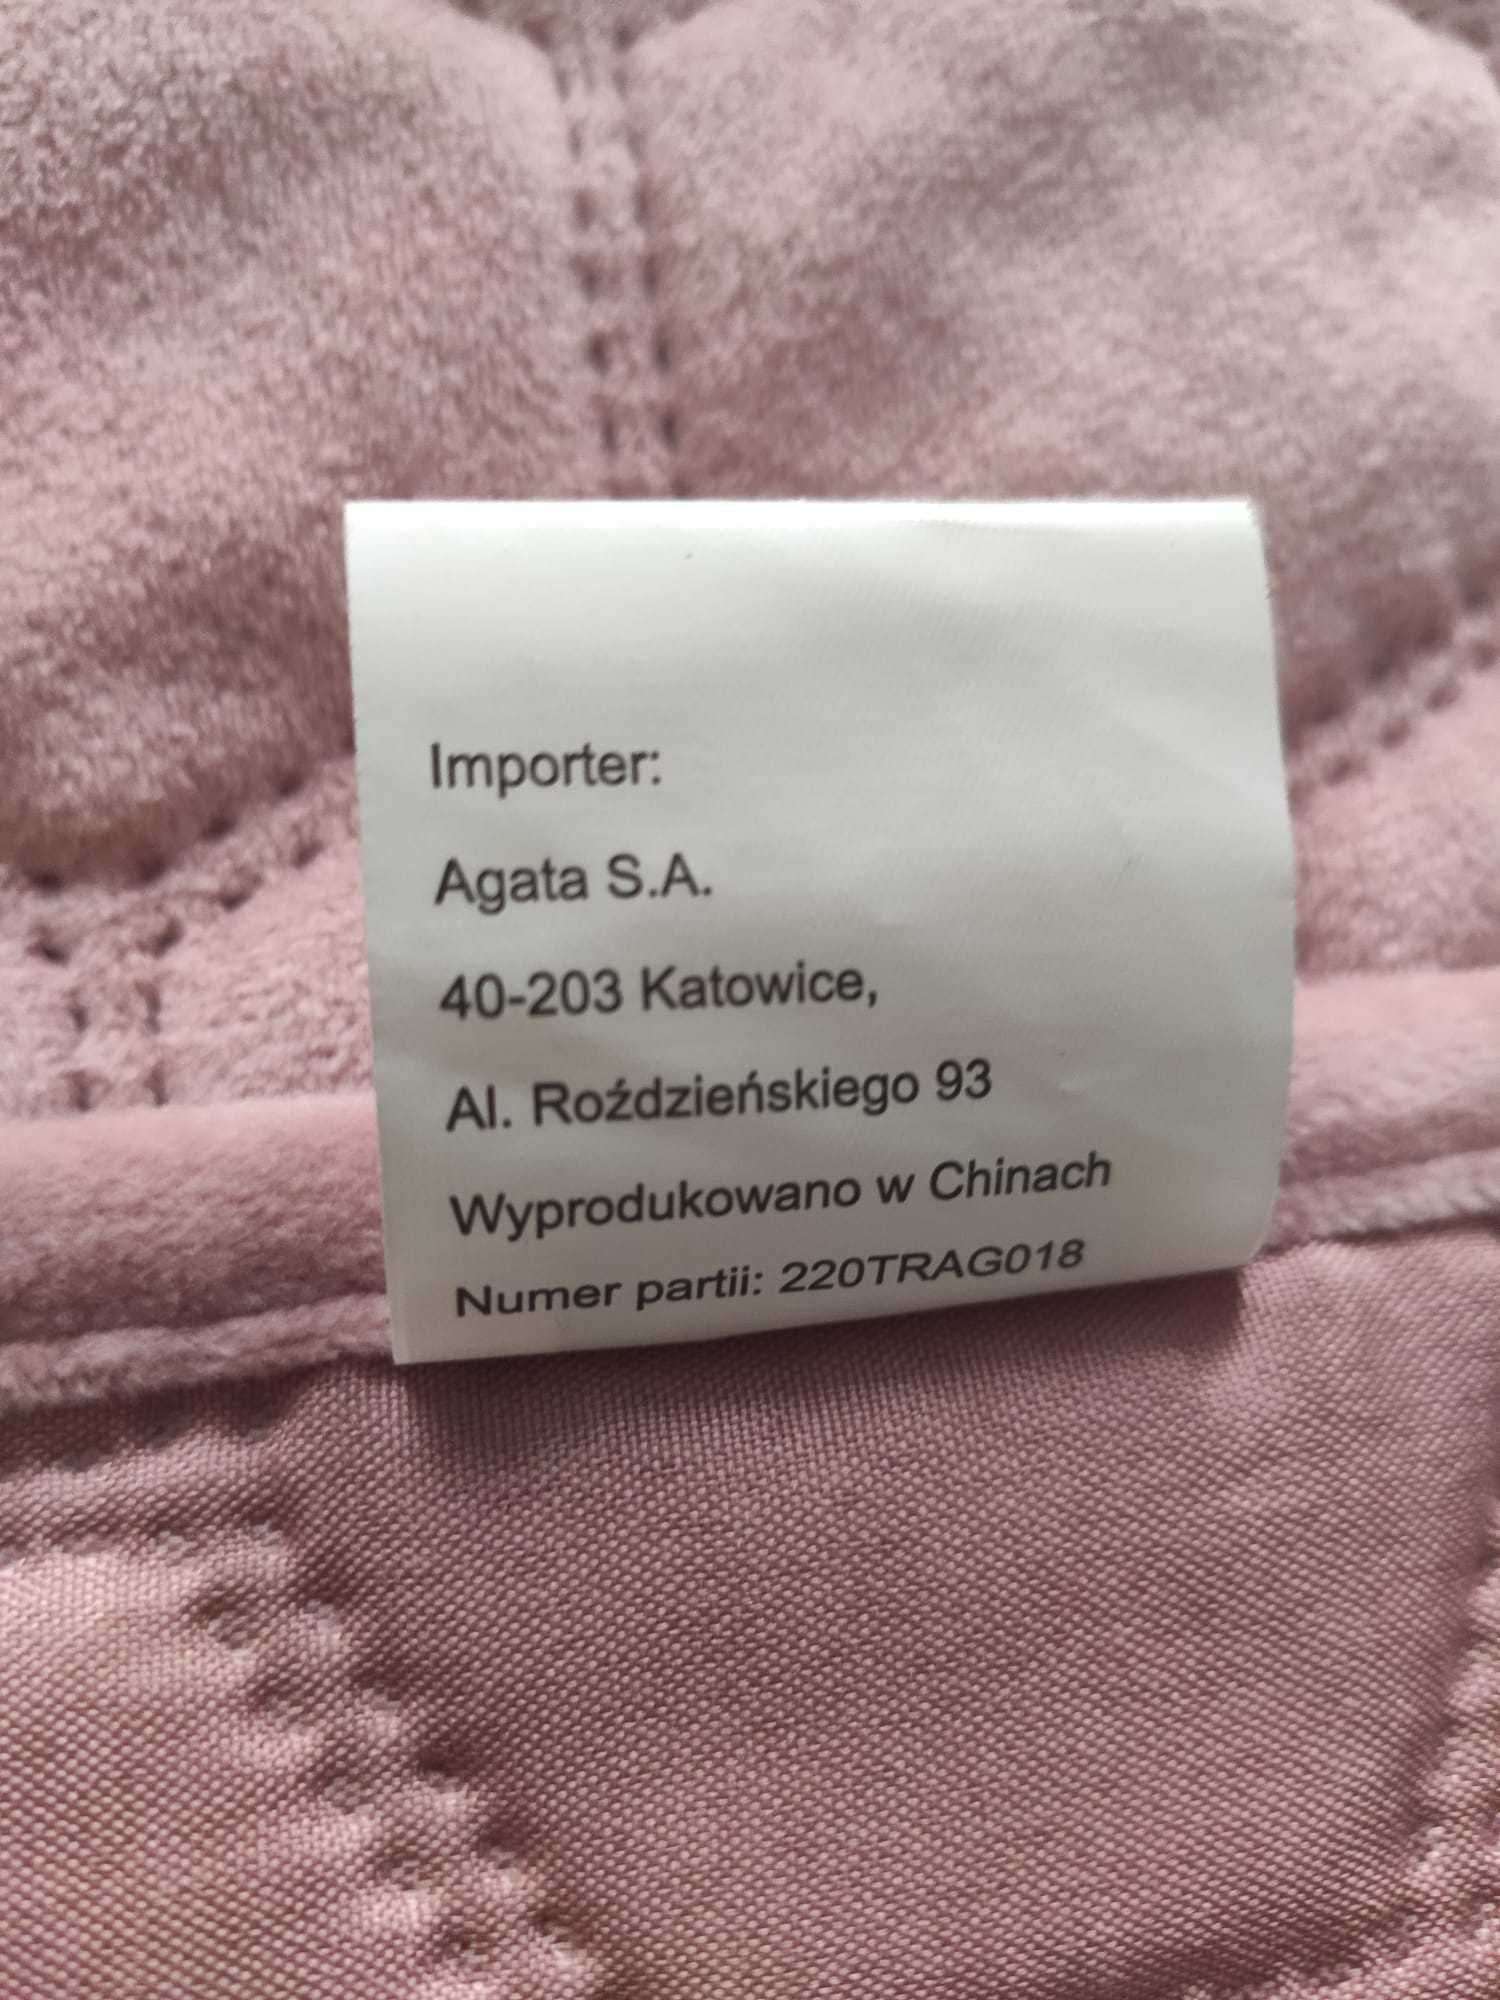 Importer:
Agata S.A.
40-203 Katowice,
Al. Roździeńskiego 93
Wyprodukowano w Chinach
Numer partii: 220TRAG018